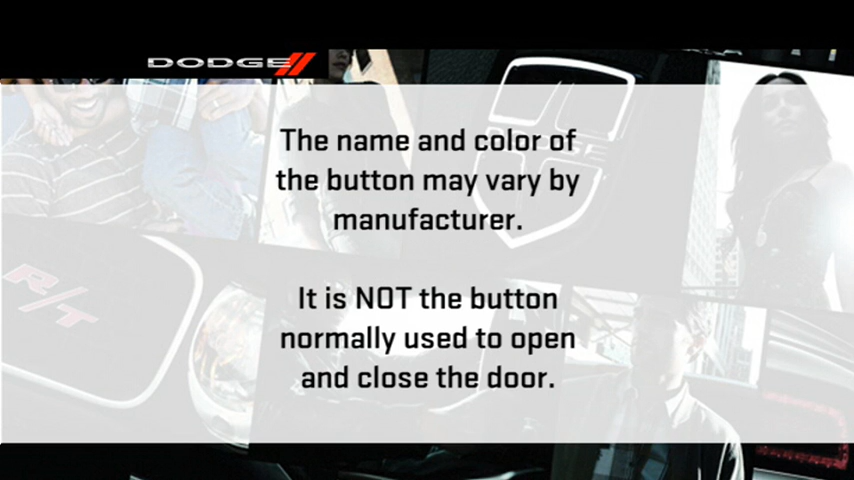 DODGE
The name and color of
the button may vary by
manufacturer.
It is NOT the button
normally used to open
and close the door.
R/T